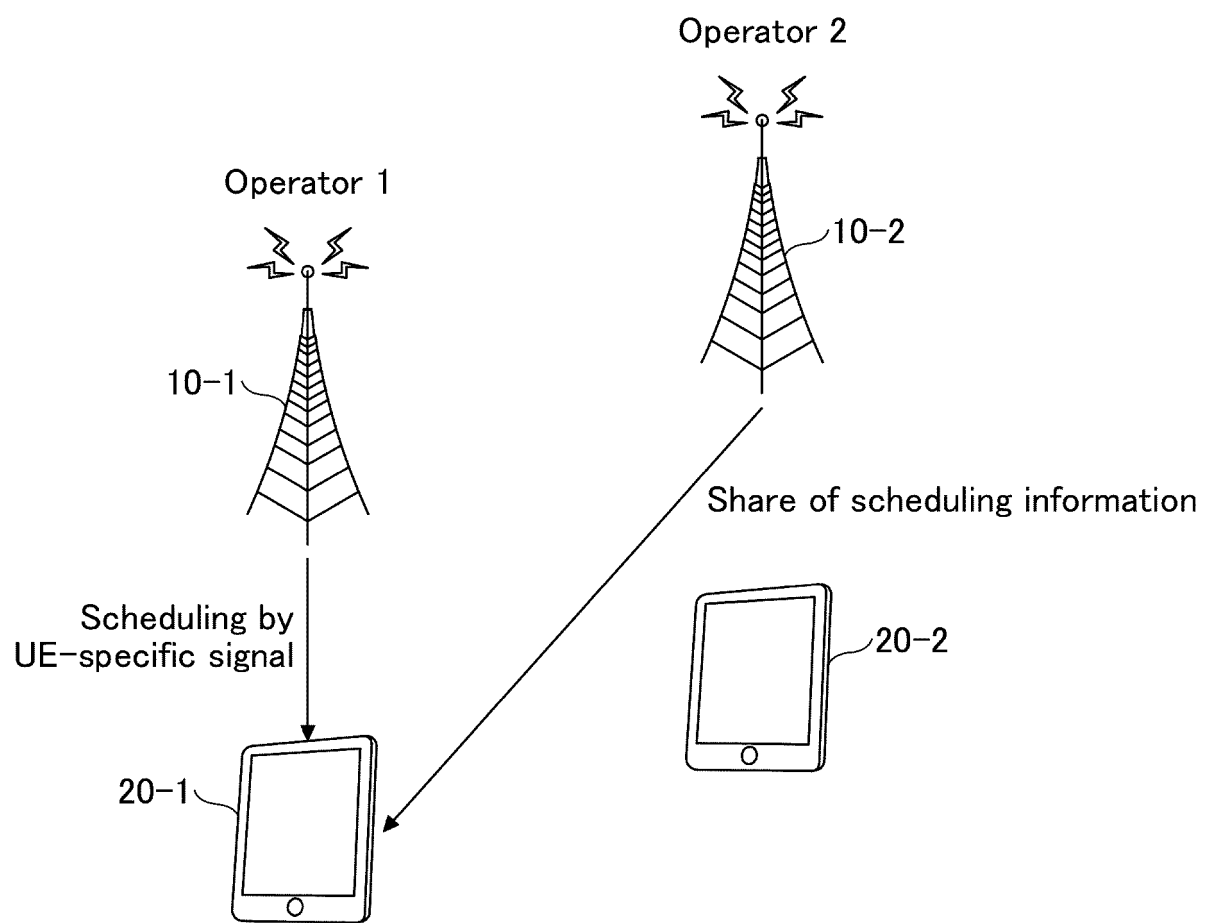 Operator 2
Operator 1
10-2
10-1
Share of scheduling information
Scheduling by
UE-specific signal
20-2
20-1